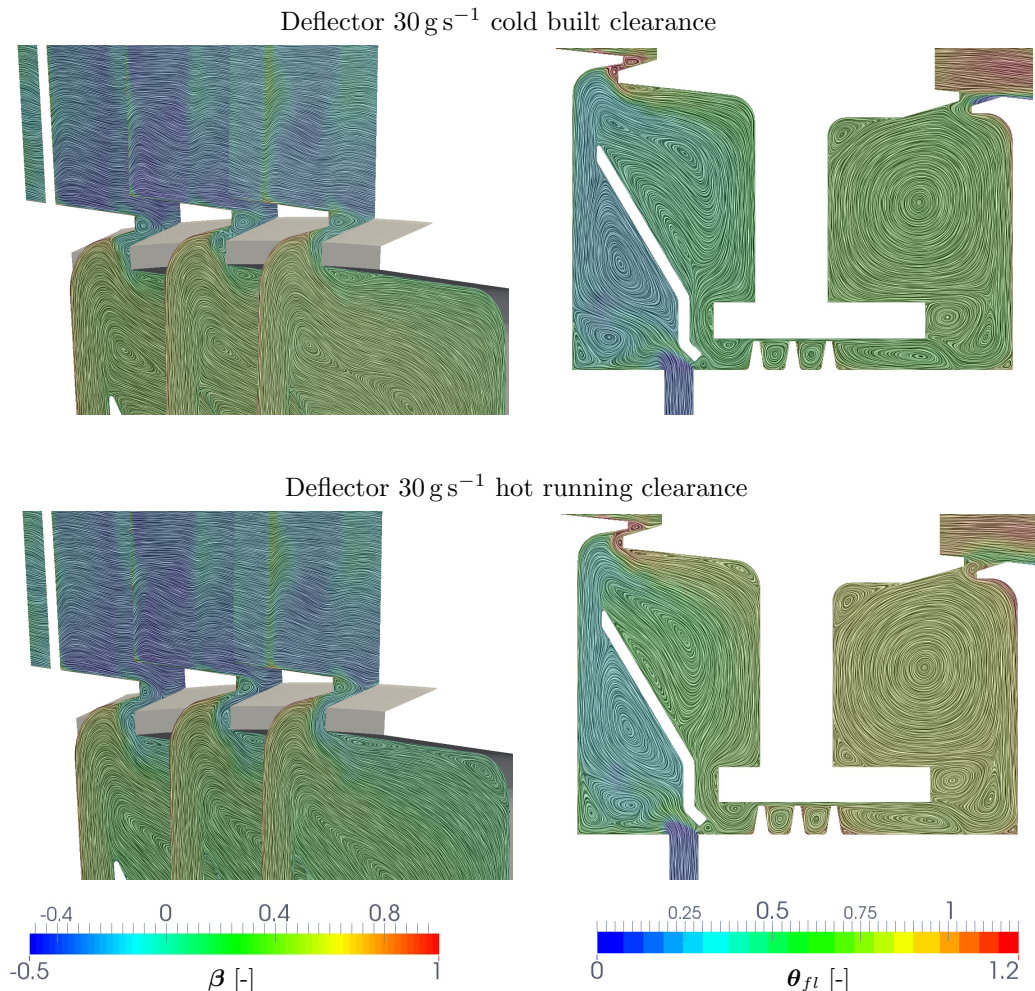 Deflector 30 g s⁻¹ cold built clearance
Deflector 30 g s⁻¹ hot running clearance
-0.4 0 0.4 0.8
-0.5 β [-] 1
0.25 0.5 0.75 1
0 θfl [-] 1.2